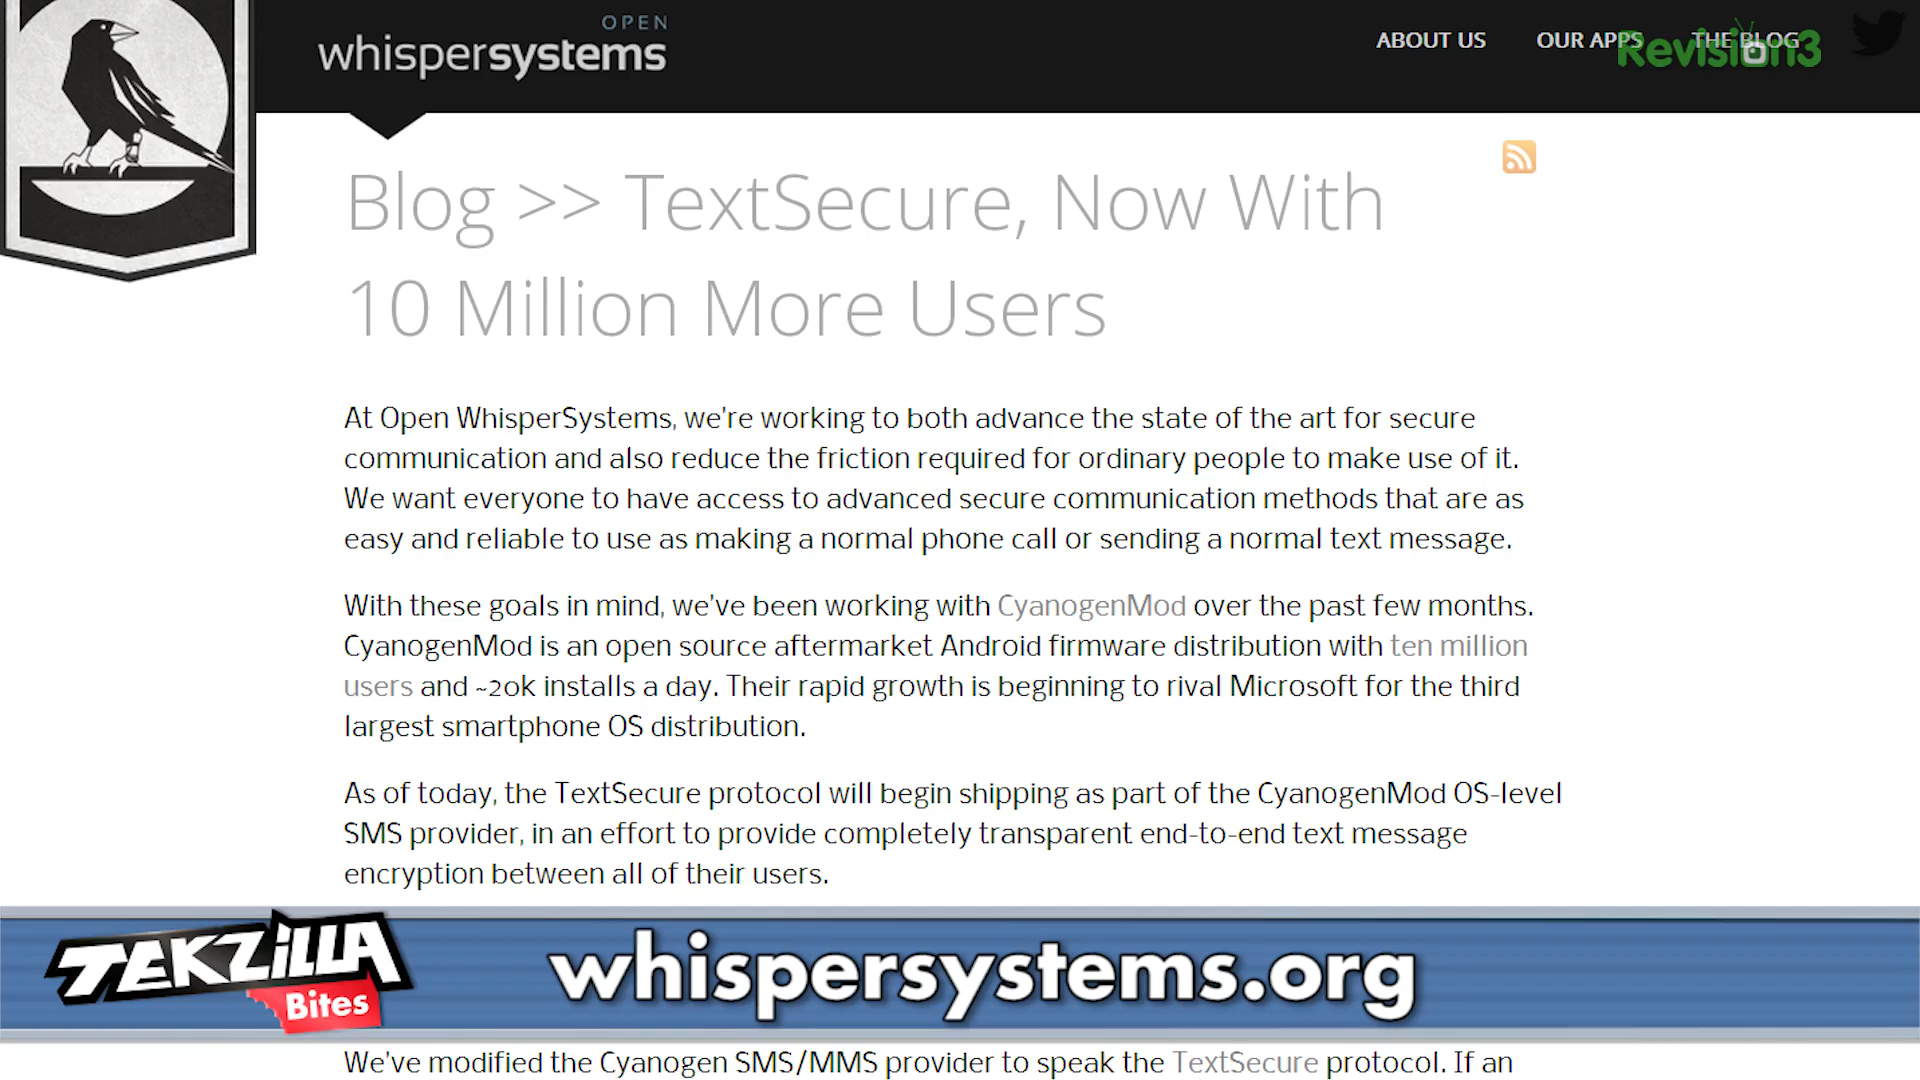 OPEN
whispersystems
ABOUT US
OUR APPS
THE BLOG
Revision3
Blog >> TextSecure, Now With
10 Million More Users
At Open WhisperSystems, we're working to both advance the state of the art for secure
communication and also reduce the friction required for ordinary people to make use of it.
We want everyone to have access to advanced secure communication methods that are as
easy and reliable to use as making a normal phone call or sending a normal text message.
With these goals in mind, we've been working with CyanogenMod over the past few months.
CyanogenMod is an open source aftermarket Android firmware distribution with ten million
users and ~20k installs a day. Their rapid growth is beginning to rival Microsoft for the third
largest smartphone OS distribution.
As of today, the TextSecure protocol will begin shipping as part of the CyanogenMod OS-level
SMS provider, in an effort to provide completely transparent end-to-end text message
encryption between all of their users.
TEKZiLLA
Bites
whispersystems.org
We've modified the Cyanogen SMS/MMS provider to speak the TextSecure protocol. If an